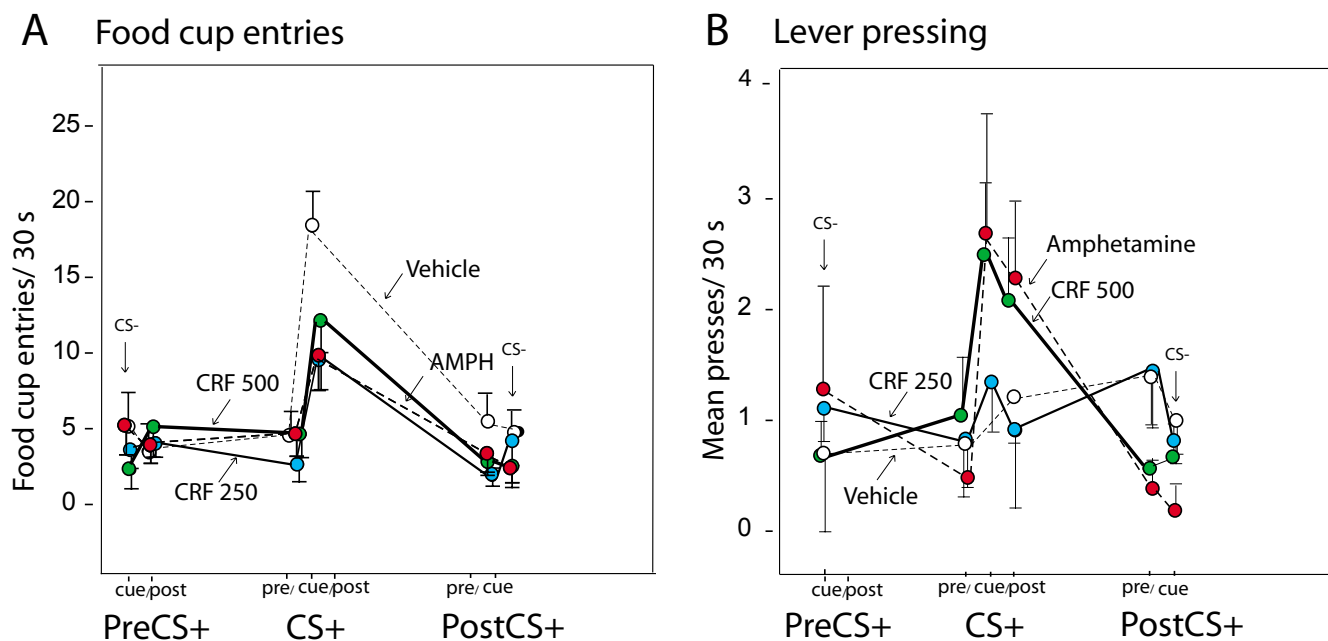 A Food cup entries
Food cup entries/ 30 s
25
20
15
10
5
0
CS-
Vehicle
CRF 500
AMPH
CS-
CRF 250
cue/post
pre/ cue/post
pre/ cue
PreCS+
CS+
PostCS+
B Lever pressing
Mean presses/ 30 s
4
3
2
1
0
CS-
Amphetamine
CRF 500
CRF 250
CS-
Vehicle
cue/post
pre/ cue/post
pre/ cue
PreCS+
CS+
PostCS+